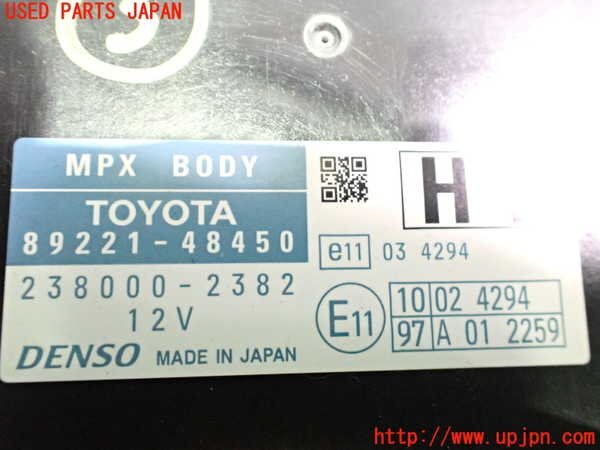 USED PARTS JAPAN
MPX BODY
TOYOTA
89221-48450
238000-2382
12V
DENSO MADE IN JAPAN
H
e11 03 4294
E11
10 02 4294
97 A 01 2259
http://www.upjpn.com/